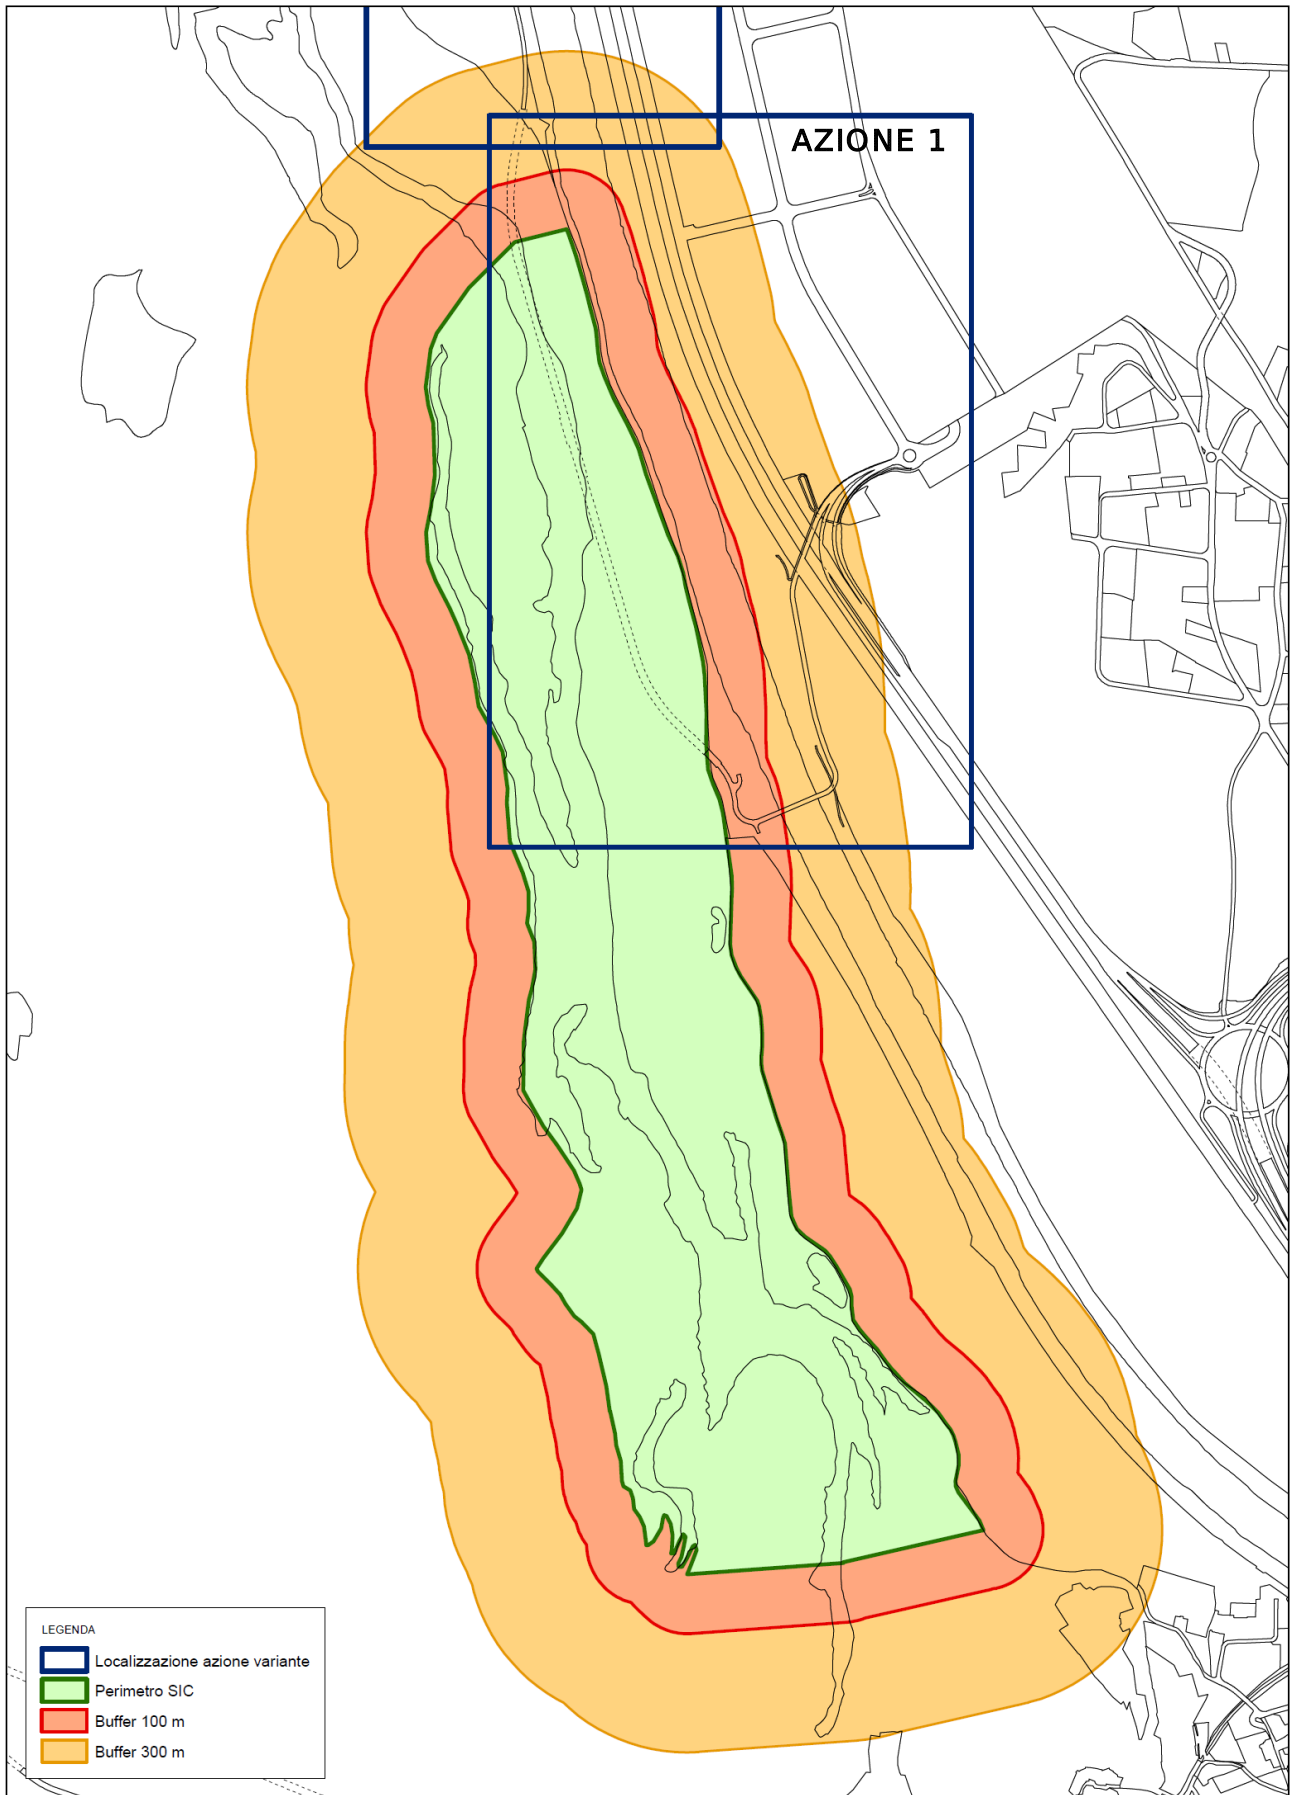 AZIONE 1
LEGENDA
Localizzazione azione variante
Perimetro SIC
Buffer 100 m
Buffer 300 m